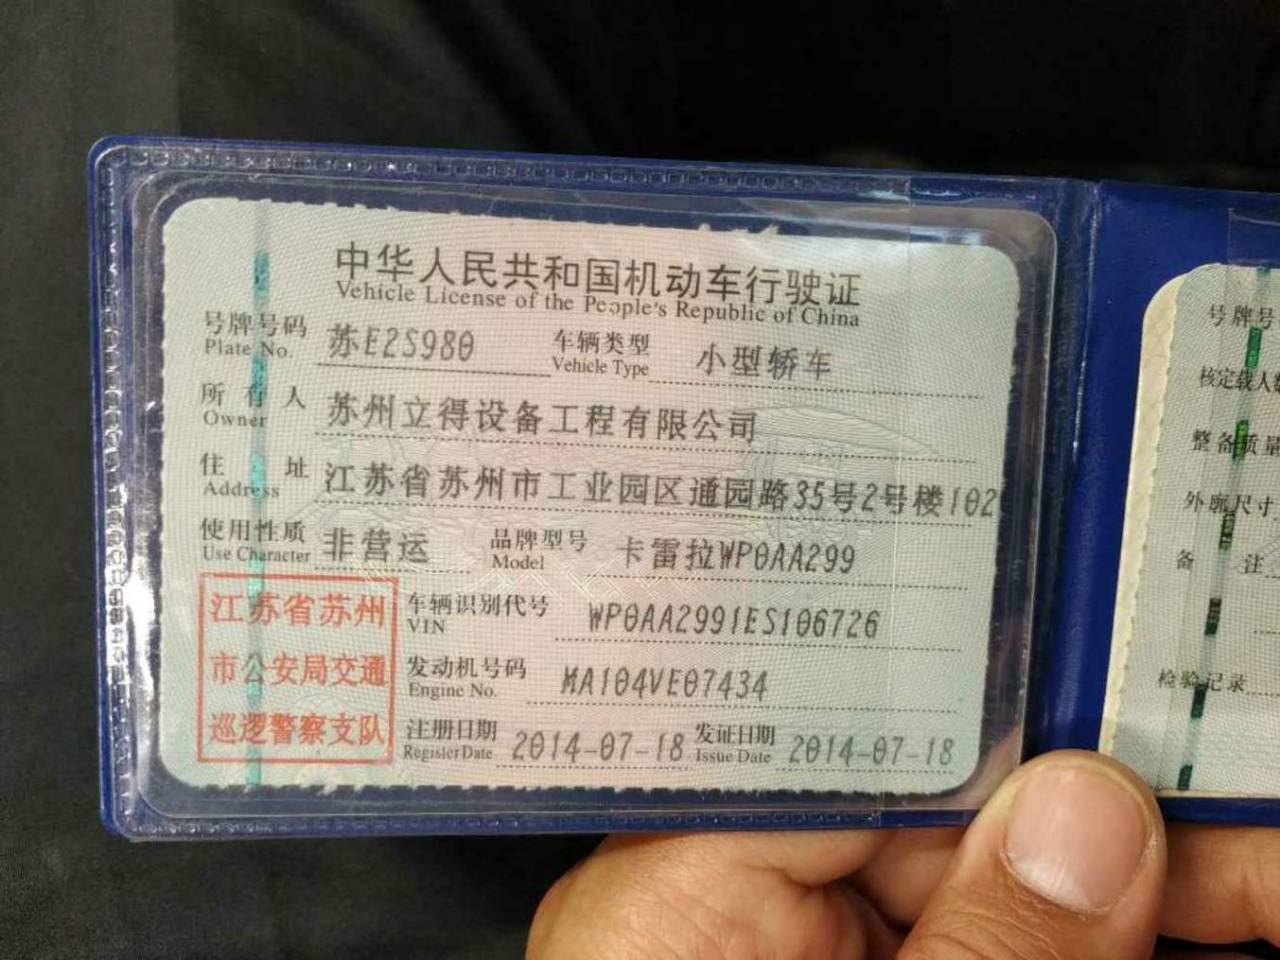 中华人民共和国机动车行驶证
Vehicle License of the People's Republic of China
号牌号码 苏E2S980 车辆类型 小型轿车
Plate No. Vehicle Type
所有人 苏州立得设备工程有限公司
Owner
住址 江苏省苏州市工业园区通园路35号2号楼102
Address
使用性质 非营运 品牌型号 卡雷拉WP0AA299
Use Character Model
江苏省苏州
市公安局交通
巡逻警察支队
车辆识别代号 WP0AA2991ES106726
VIN
发动机号码 MA104VE07434
Engine No.
注册日期 2014-07-18 发证日期 2014-07-18
Register Date Issue Date
号牌号
核定载人
整备质量
外廓尺寸
备注
检验记录